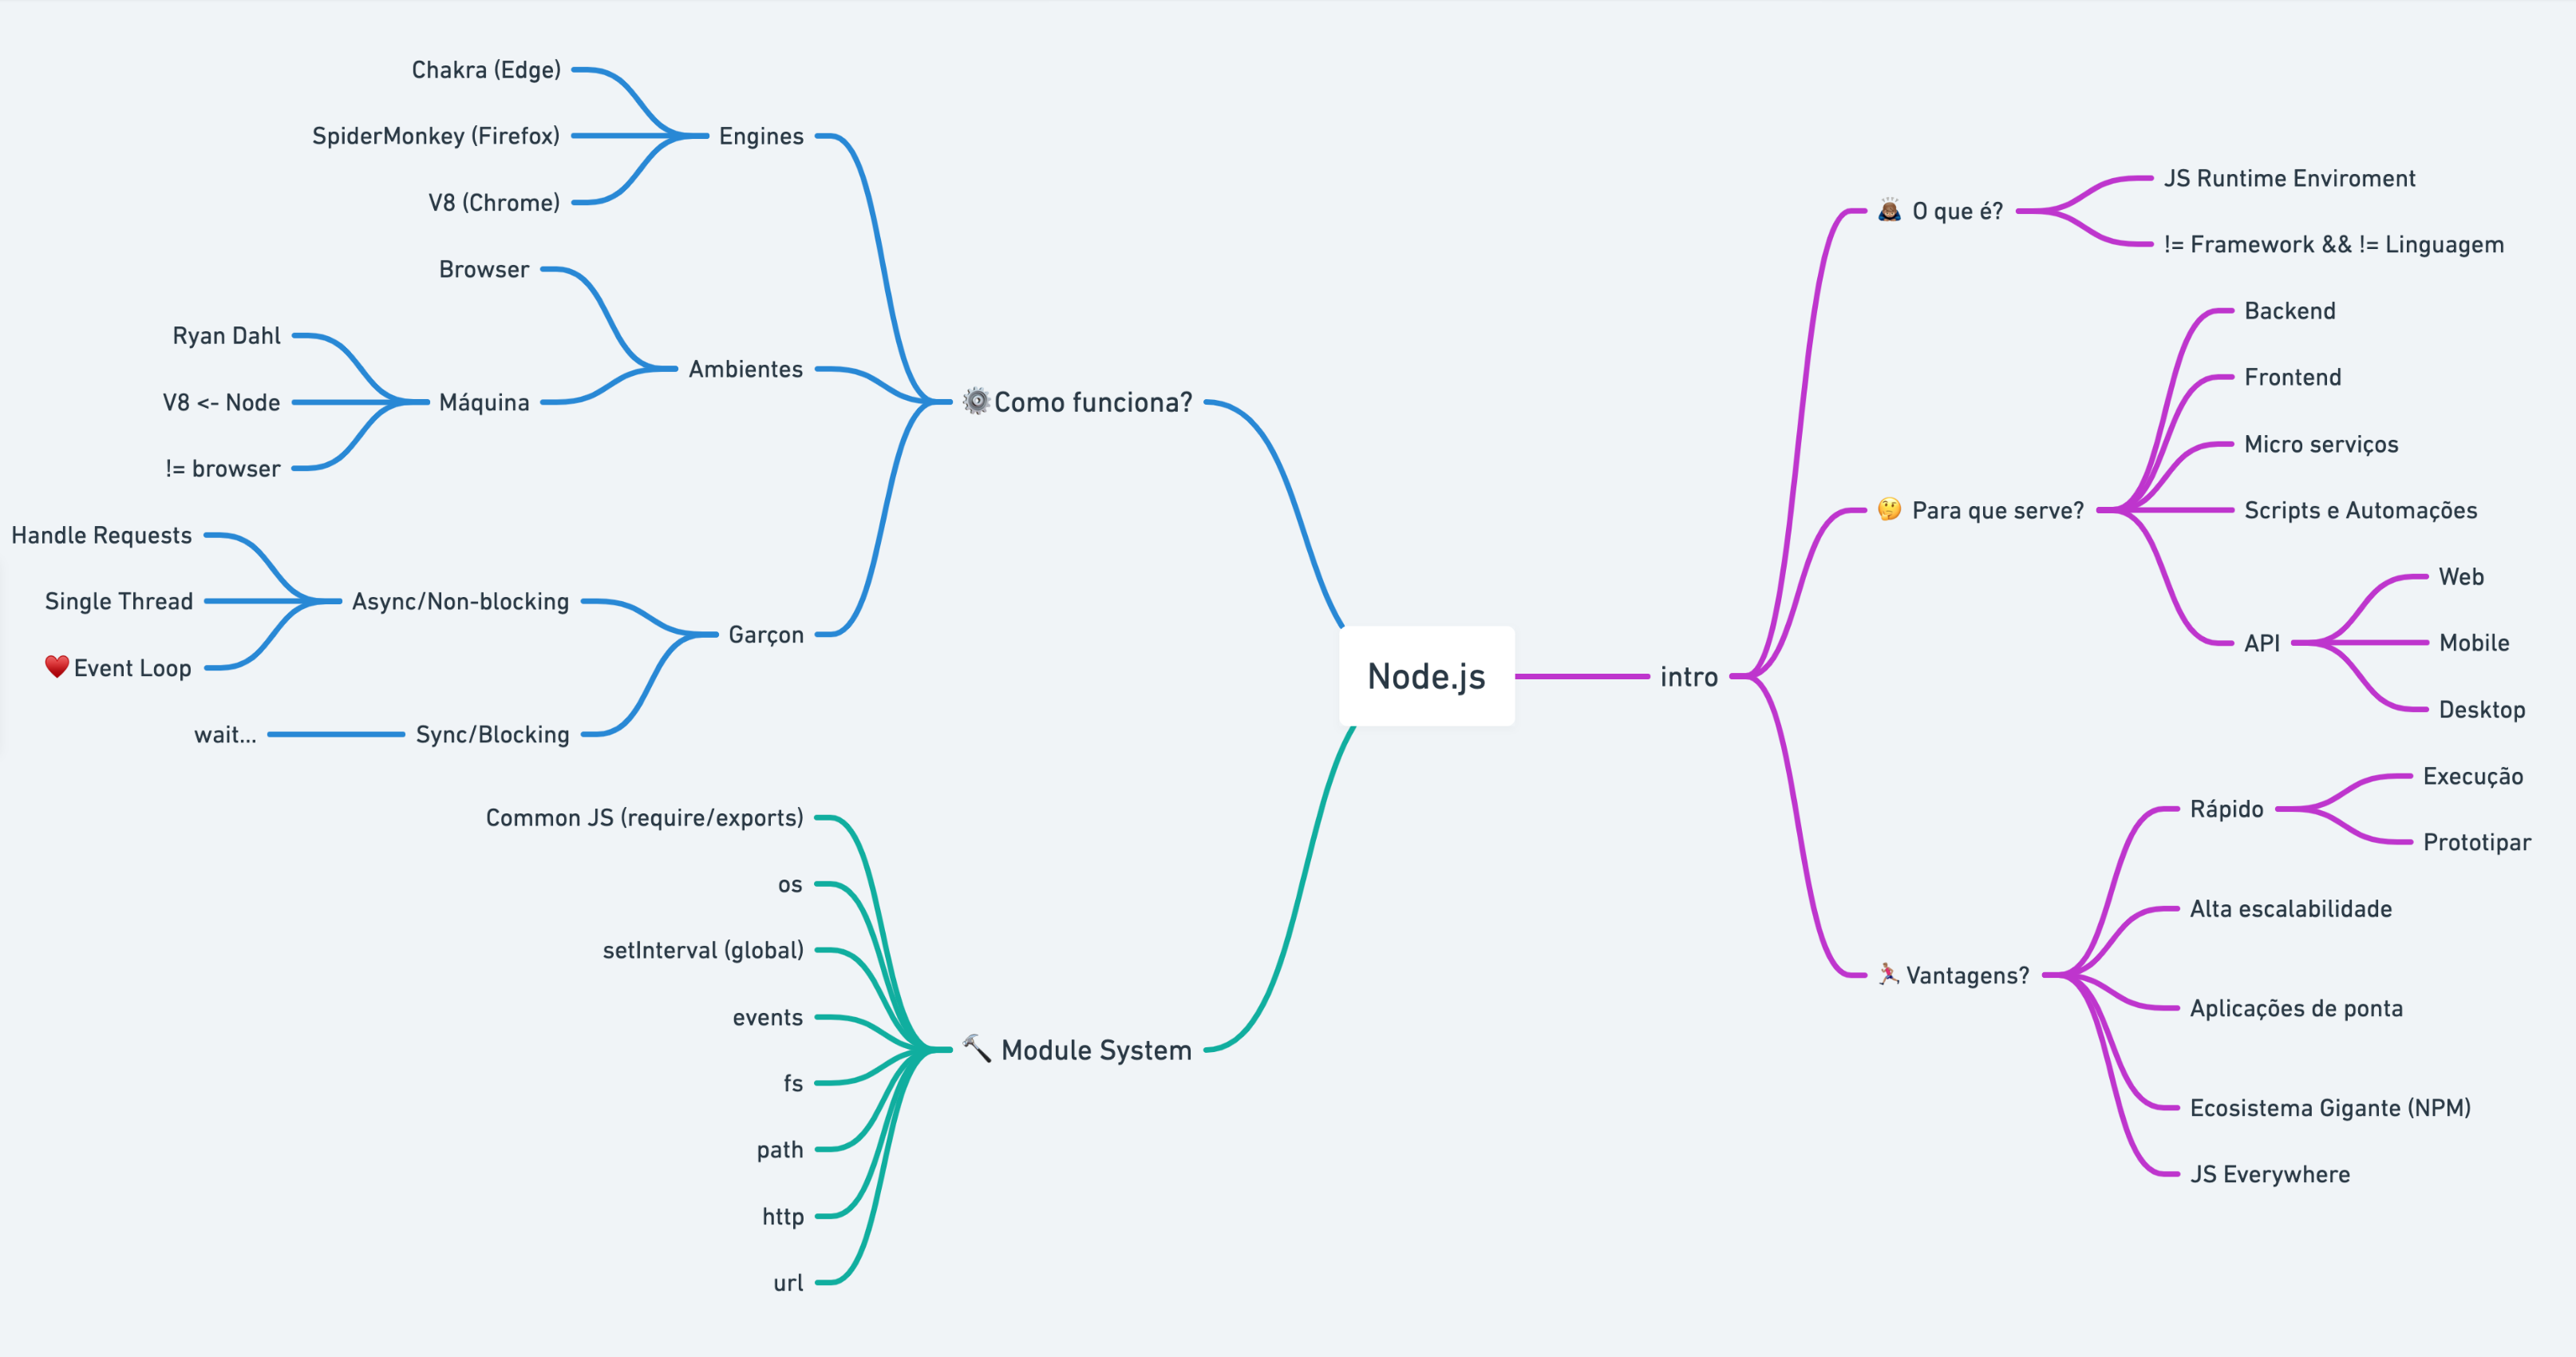 Node.js
intro
O que é?
JS Runtime Enviroment
!= Framework && != Linguagem
Para que serve?
Backend
Frontend
Micro serviços
Scripts e Automações
API
Web
Mobile
Desktop
Vantagens?
Rápido
Execução
Prototipar
Alta escalabilidade
Aplicações de ponta
Ecosistema Gigante (NPM)
JS Everywhere
Como funciona?
Engines
Chakra (Edge)
SpiderMonkey (Firefox)
V8 (Chrome)
Ambientes
Browser
Máquina
Ryan Dahl
V8 <- Node
!= browser
Garçon
Async/Non-blocking
Handle Requests
Single Thread
Event Loop
Sync/Blocking
wait...
Module System
Common JS (require/exports)
os
setInterval (global)
events
fs
path
http
url